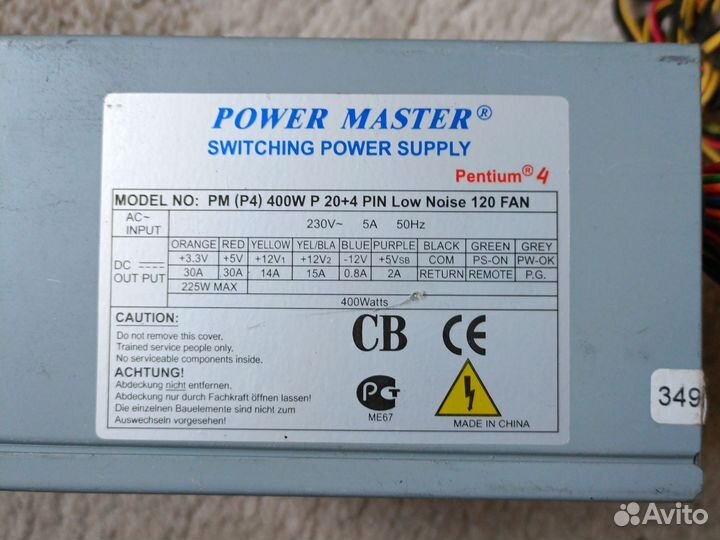 POWER MASTER®
SWITCHING POWER SUPPLY
Pentium® 4
MODEL NO: PM (P4) 400W P 20+4 PIN Low Noise 120 FAN
AC~ INPUT 230V~ 5A 50Hz
ORANGE RED YELLOW YEL/BLA BLUE PURPLE BLACK GREEN GREY
DC OUT PUT +3.3V +5V +12V1 +12V2 -12V +5VSB COM PS-ON PW-OK
30A 30A 14A 15A 0.8A 2A RETURN REMOTE P.G.
225W MAX
400Watts
CAUTION:
Do not remove this cover.
Trained service people only.
No serviceable components inside.
ACHTUNG!
Abdeckung nicht entfernen.
Abdeckung nur durch Fachkraft öffnen lassen!
Die einzelnen Bauelemente sind nicht zum
Auswechseln vorgesehen!
CB CE
PG
ME67
MADE IN CHINA
349
Avito